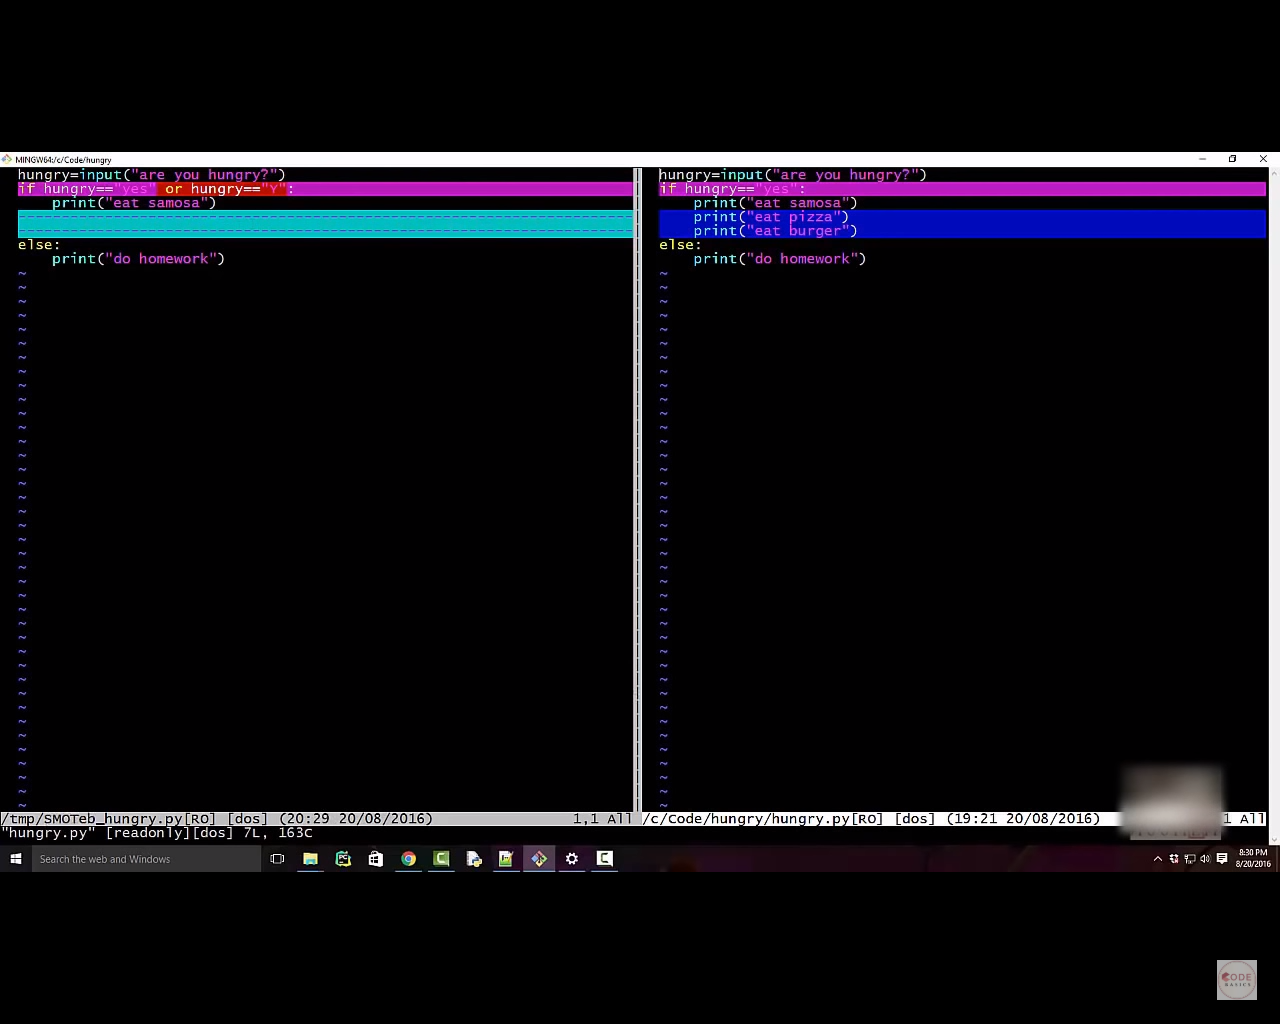 MINGW64:/c/Code/hungry
hungry=input("are you hungry?")
if hungry=="yes" or hungry=="Y":
    print("eat samosa")
else:
    print("do homework")
/tmp/SMOTeb_hungry.py[RO] [dos] (20:29 20/08/2016) 1,1 All
hungry=input("are you hungry?")
if hungry=="yes":
    print("eat samosa")
    print("eat pizza")
    print("eat burger")
else:
    print("do homework")
/c/Code/hungry/hungry.py[RO] [dos] (19:21 20/08/2016) 1 All
"hungry.py" [readonly][dos] 7L, 163C
Search the web and Windows
8:30 PM
8/20/2016
CODE
BASICS